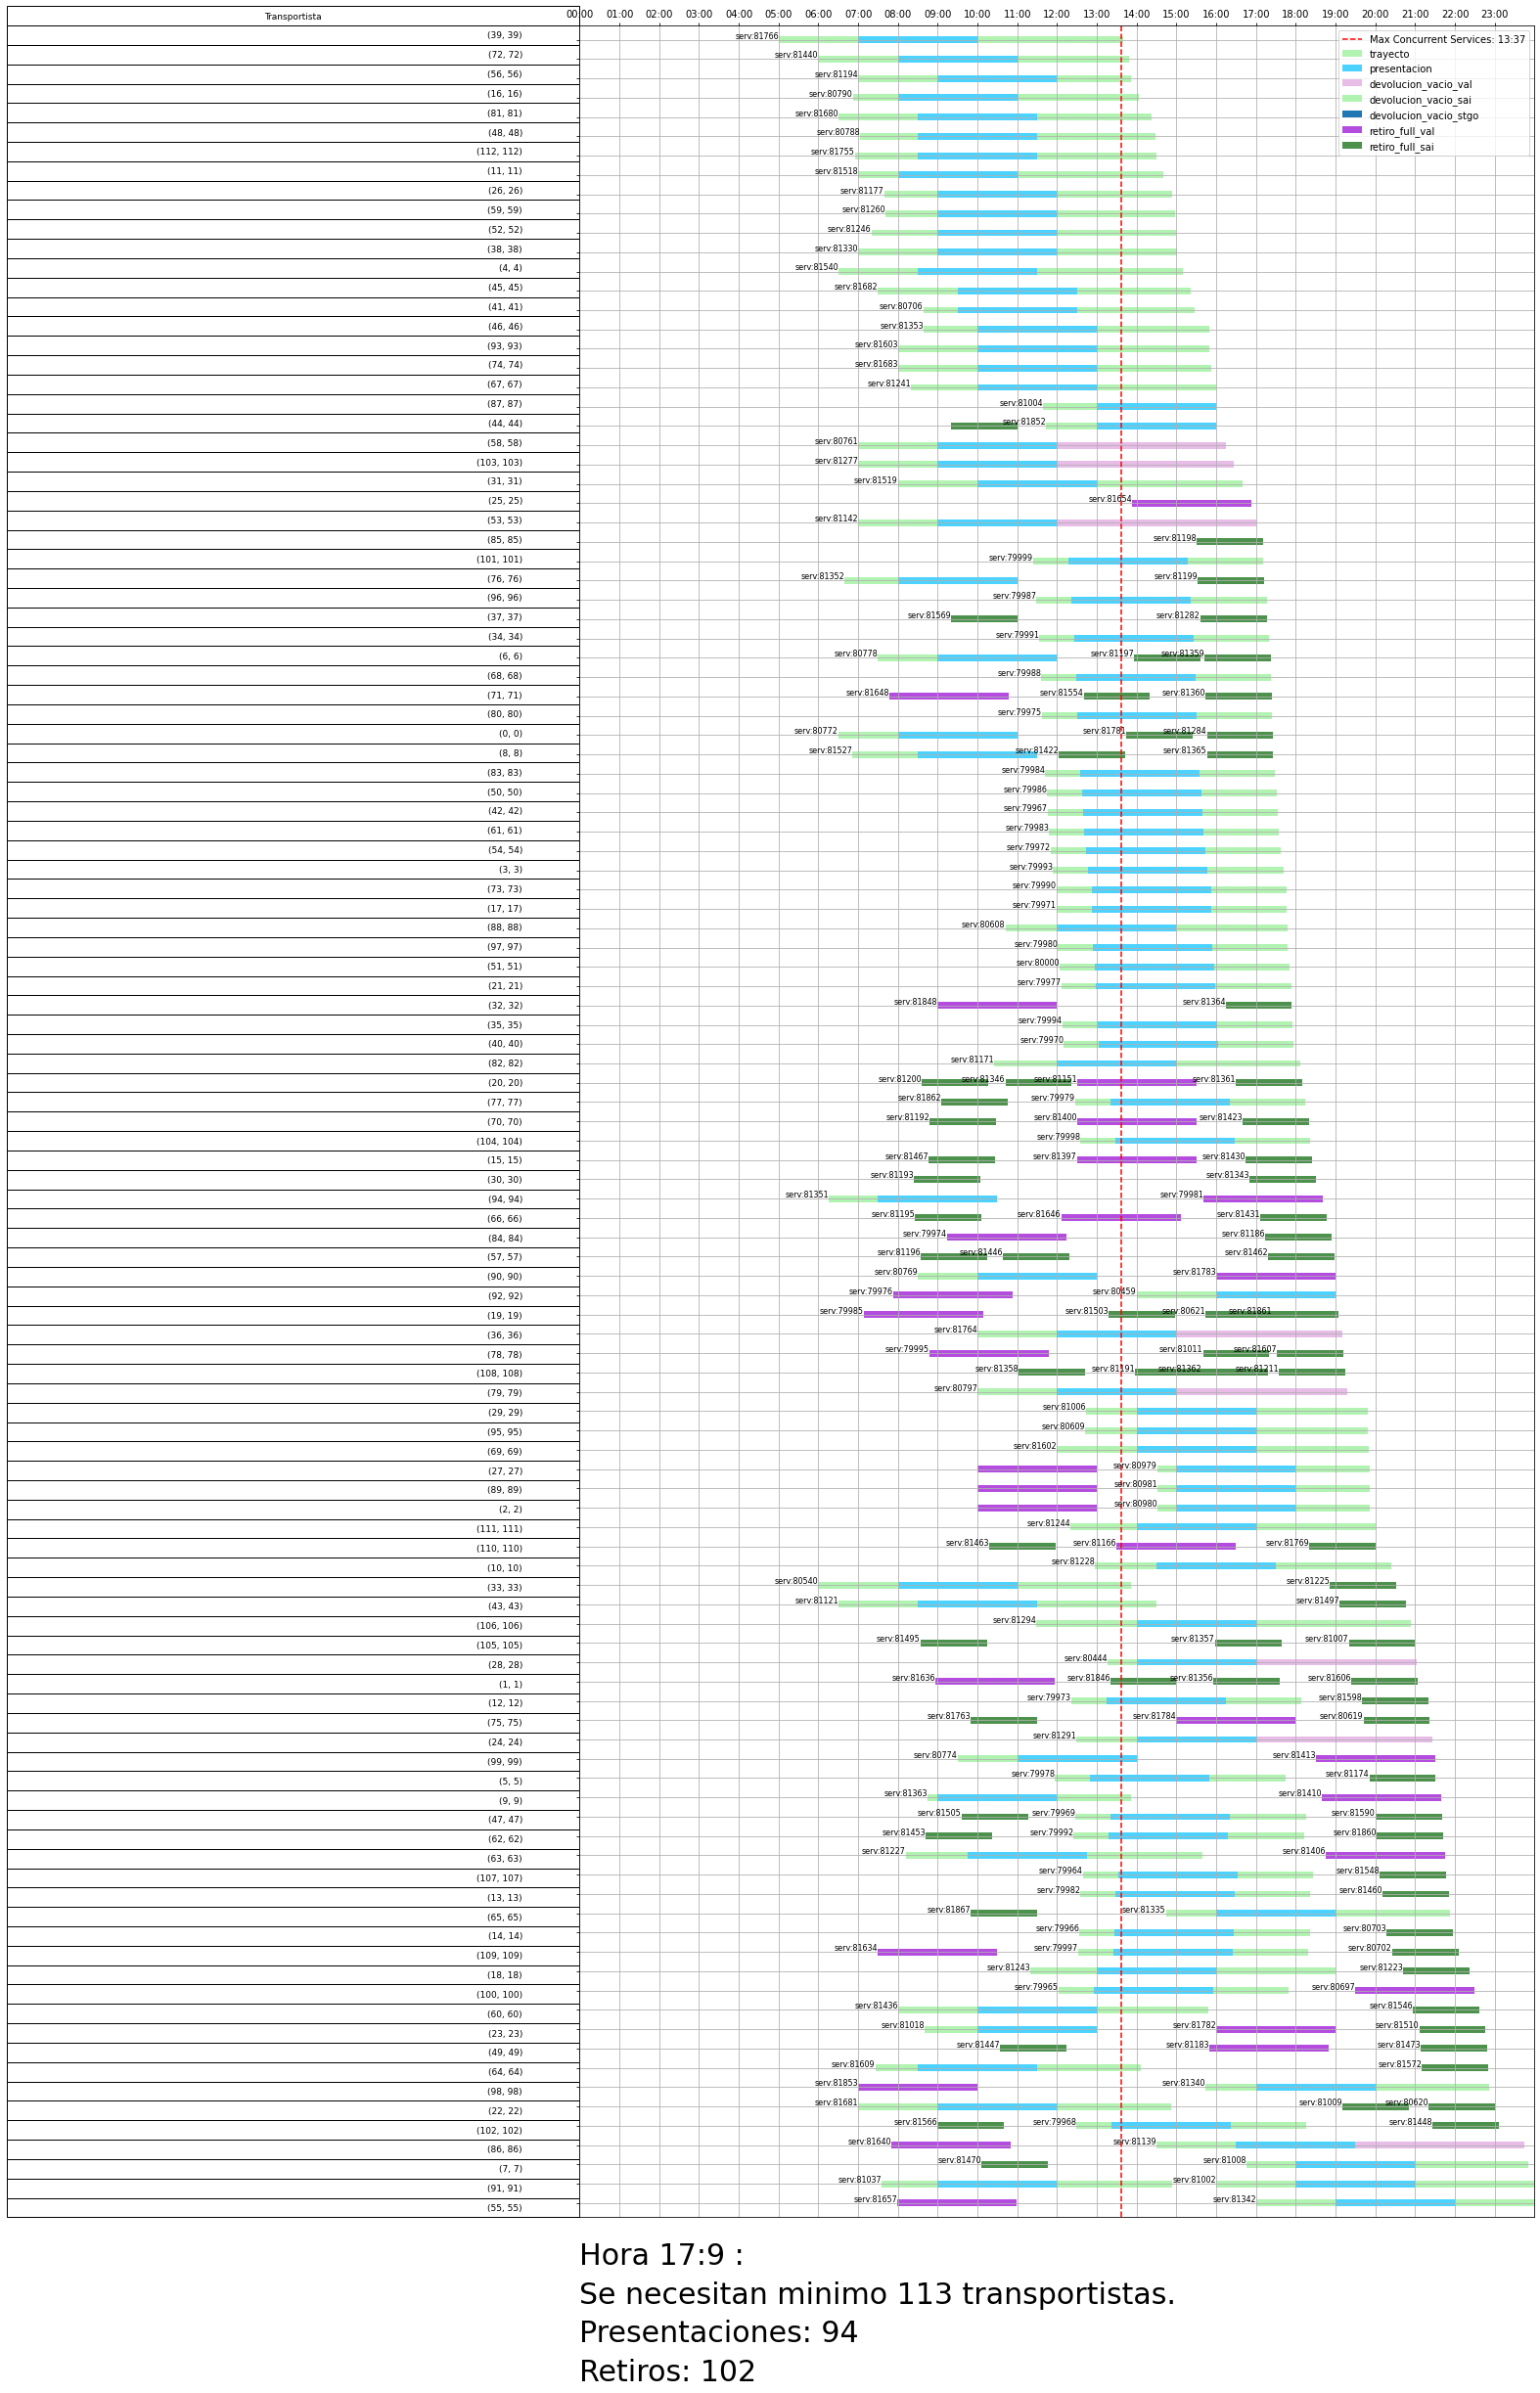 Transportista
00:00 01:00 02:00 03:00 04:00 05:00 06:00 07:00 08:00 09:00 10:00 11:00 12:00 13:00 14:00 15:00 16:00 17:00 18:00 19:00 20:00 21:00 22:00 23:00
Max Concurrent Services: 13:37
trayecto
presentacion
devolucion_vacio_val
devolucion_vacio_sai
devolucion_vacio_stgo
retiro_full_val
retiro_full_sai
(39, 39) serv:81766
(72, 72) serv:81440
(56, 56) serv:81194
(16, 16) serv:80790
(81, 81) serv:81680
(48, 48) serv:80788
(112, 112) serv:81755
(11, 11) serv:81518
(26, 26) serv:81177
(59, 59) serv:81260
(52, 52) serv:81246
(38, 38) serv:81330
(4, 4) serv:81540
(45, 45) serv:81682
(41, 41) serv:80706
(46, 46) serv:81353
(93, 93) serv:81603
(74, 74) serv:81683
(67, 67) serv:81241
(87, 87) serv:81004
(44, 44) serv:81852
(58, 58) serv:80761
(103, 103) serv:81277
(31, 31) serv:81519
(25, 25) serv:81654
(53, 53) serv:81142
(85, 85) serv:81198
(101, 101) serv:79999
(76, 76) serv:81352 serv:81199
(96, 96) serv:79987
(37, 37) serv:81569 serv:81282
(34, 34) serv:79991
(6, 6) serv:80778 serv:81197 serv:81359
(68, 68) serv:79988
(71, 71) serv:81648 serv:81554 serv:81360
(80, 80) serv:79975
(0, 0) serv:80772 serv:81781 serv:81284
(8, 8) serv:81527 serv:81422 serv:81365
(83, 83) serv:79984
(50, 50) serv:79986
(42, 42) serv:79967
(61, 61) serv:79983
(54, 54) serv:79972
(3, 3) serv:79993
(73, 73) serv:79990
(17, 17) serv:79971
(88, 88) serv:80608
(97, 97) serv:79980
(51, 51) serv:80000
(21, 21) serv:79977
(32, 32) serv:81848 serv:81364
(35, 35) serv:79994
(40, 40) serv:79970
(82, 82) serv:81171
(20, 20) serv:81200 serv:81346 serv:81151 serv:81361
(77, 77) serv:81862 serv:79979
(70, 70) serv:81192 serv:81400 serv:81423
(104, 104) serv:79998
(15, 15) serv:81467 serv:81397 serv:81430
(30, 30) serv:81193 serv:81343
(94, 94) serv:81351 serv:79981
(66, 66) serv:81195 serv:81646 serv:81431
(84, 84) serv:79974 serv:81186
(57, 57) serv:81196 serv:81446 serv:81462
(90, 90) serv:80769 serv:81783
(92, 92) serv:79976 serv:80459
(19, 19) serv:79985 serv:81503 serv:80621 serv:81861
(36, 36) serv:81764
(78, 78) serv:79995 serv:81011 serv:81607
(108, 108) serv:81358 serv:81191 serv:81362 serv:81211
(79, 79) serv:80797
(29, 29) serv:81006
(95, 95) serv:80609
(69, 69) serv:81602
(27, 27) serv:80979
(89, 89) serv:80981
(2, 2) serv:80980
(111, 111) serv:81244
(110, 110) serv:81463 serv:81166 serv:81769
(10, 10) serv:81228
(33, 33) serv:80540 serv:81225
(43, 43) serv:81121 serv:81497
(106, 106) serv:81294
(105, 105) serv:81495 serv:81357 serv:81007
(28, 28) serv:80444
(1, 1) serv:81636 serv:81846 serv:81356 serv:81606
(12, 12) serv:79973 serv:81598
(75, 75) serv:81763 serv:81784 serv:80619
(24, 24) serv:81291
(99, 99) serv:80774 serv:81413
(5, 5) serv:79978 serv:81174
(9, 9) serv:81363 serv:81410
(47, 47) serv:81505 serv:79969 serv:81590
(62, 62) serv:81453 serv:79992 serv:81860
(63, 63) serv:81227 serv:81406
(107, 107) serv:79964 serv:81548
(13, 13) serv:79982 serv:81460
(65, 65) serv:81867 serv:81335
(14, 14) serv:79966 serv:80703
(109, 109) serv:81634 serv:79997 serv:80702
(18, 18) serv:81243 serv:81223
(100, 100) serv:79965 serv:80697
(60, 60) serv:81436 serv:81546
(23, 23) serv:81018 serv:81782 serv:81510
(49, 49) serv:81447 serv:81183 serv:81473
(64, 64) serv:81609 serv:81572
(98, 98) serv:81853 serv:81340
(22, 22) serv:81681 serv:81009 serv:80620
(102, 102) serv:81566 serv:79968 serv:81448
(86, 86) serv:81640 serv:81139
(7, 7) serv:81470 serv:81008
(91, 91) serv:81037 serv:81002
(55, 55) serv:81657 serv:81342
Hora 17:9 :
Se necesitan minimo 113 transportistas.
Presentaciones: 94
Retiros: 102